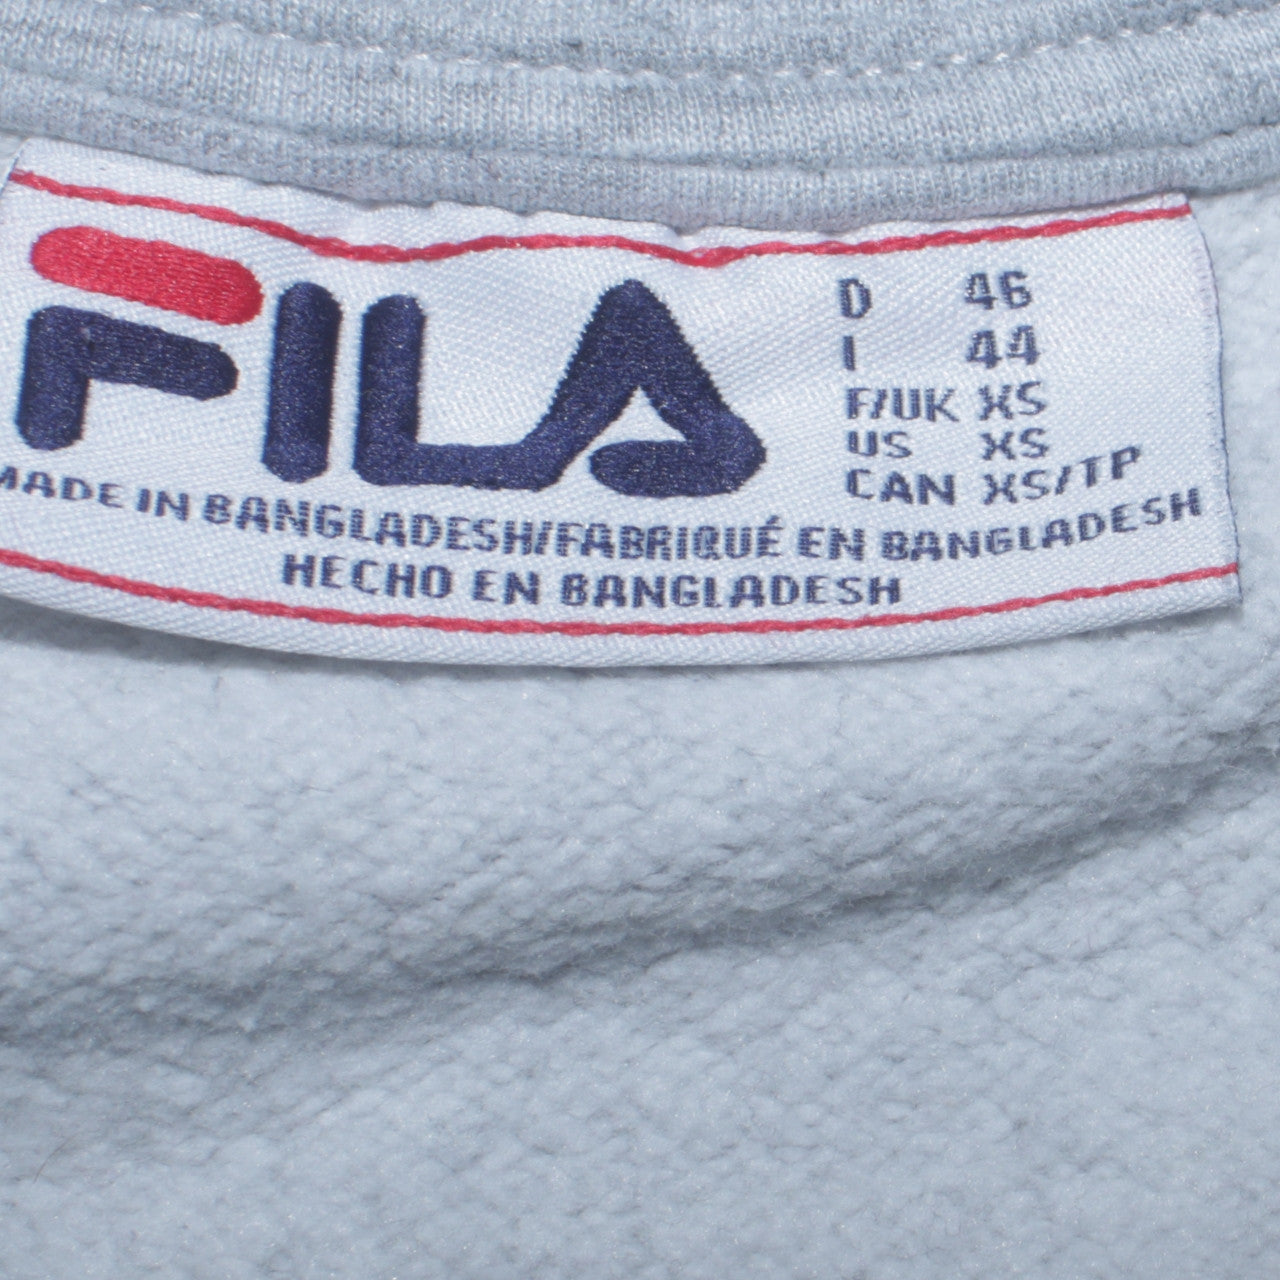 FILA
D 46
I 44
F/UK XS
US XS
CAN XS/TP
MADE IN BANGLADESH/FABRIQUÉ EN BANGLADESH
HECHO EN BANGLADESH